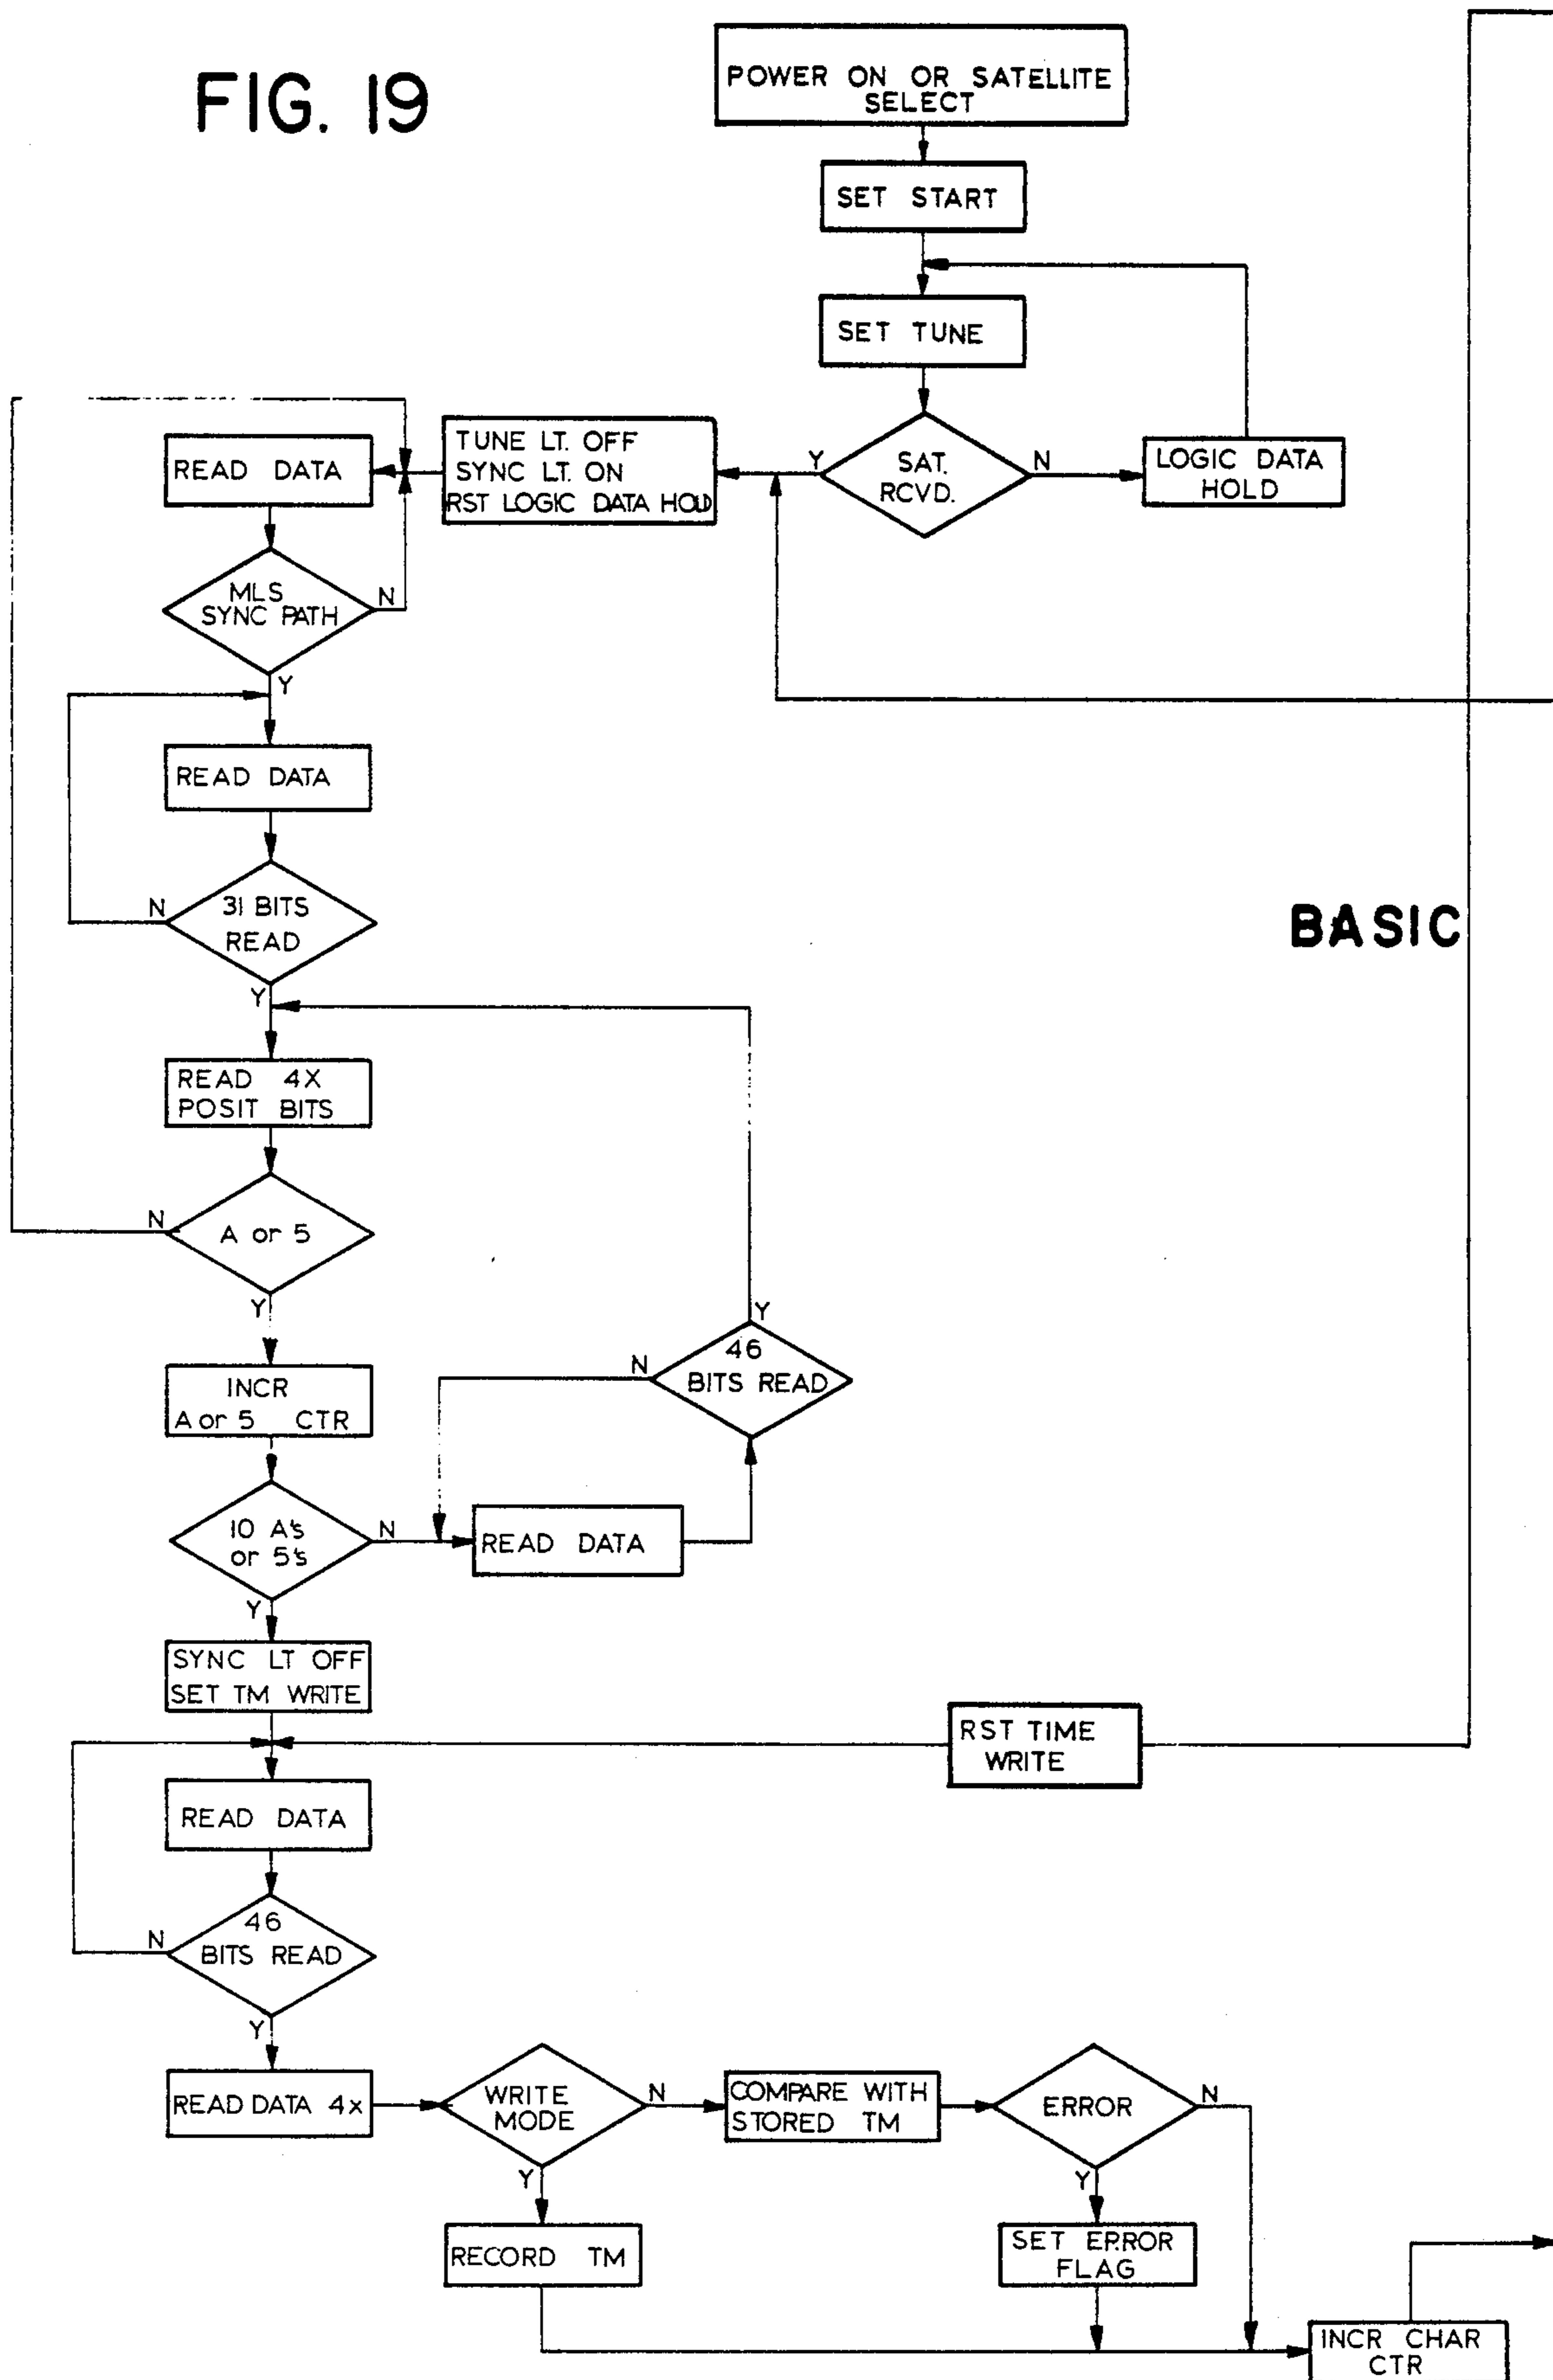 FIG. 19
POWER ON OR SATELLITE
SELECT
SET START
SET TUNE
SAT.
RCVD.
Y
N
LOGIC DATA
HOLD
TUNE LT. OFF
SYNC LT. ON
RST LOGIC DATA HOLD
READ DATA
MLS
SYNC PATH
N
Y
READ DATA
31 BITS
READ
N
Y
BASIC
READ 4X
POSIT BITS
A or 5
N
Y
INCR
A or 5 CTR
10 A's
or 5's
N
Y
READ DATA
46
BITS READ
N
Y
SYNC LT OFF
SET TM WRITE
RST TIME
WRITE
READ DATA
46
BITS READ
N
Y
READ DATA 4x
WRITE
MODE
N
Y
COMPARE WITH
STORED TM
ERROR
N
Y
RECORD TM
SET ERROR
FLAG
INCR CHAR
CTR